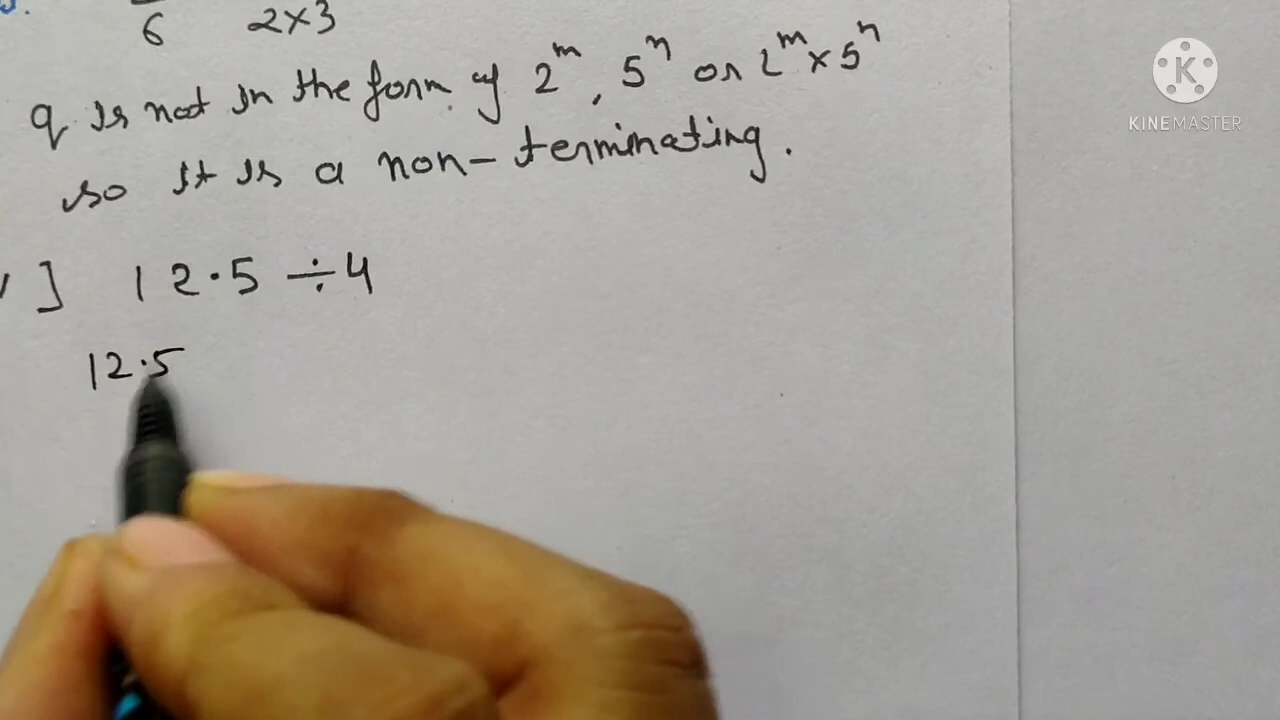 6 2×3
q is not in the form of 2^m, 5^n or 2^m × 5^n
so it is a non-terminating.
] 12.5 ÷ 4
12.5
K
KINEMASTER